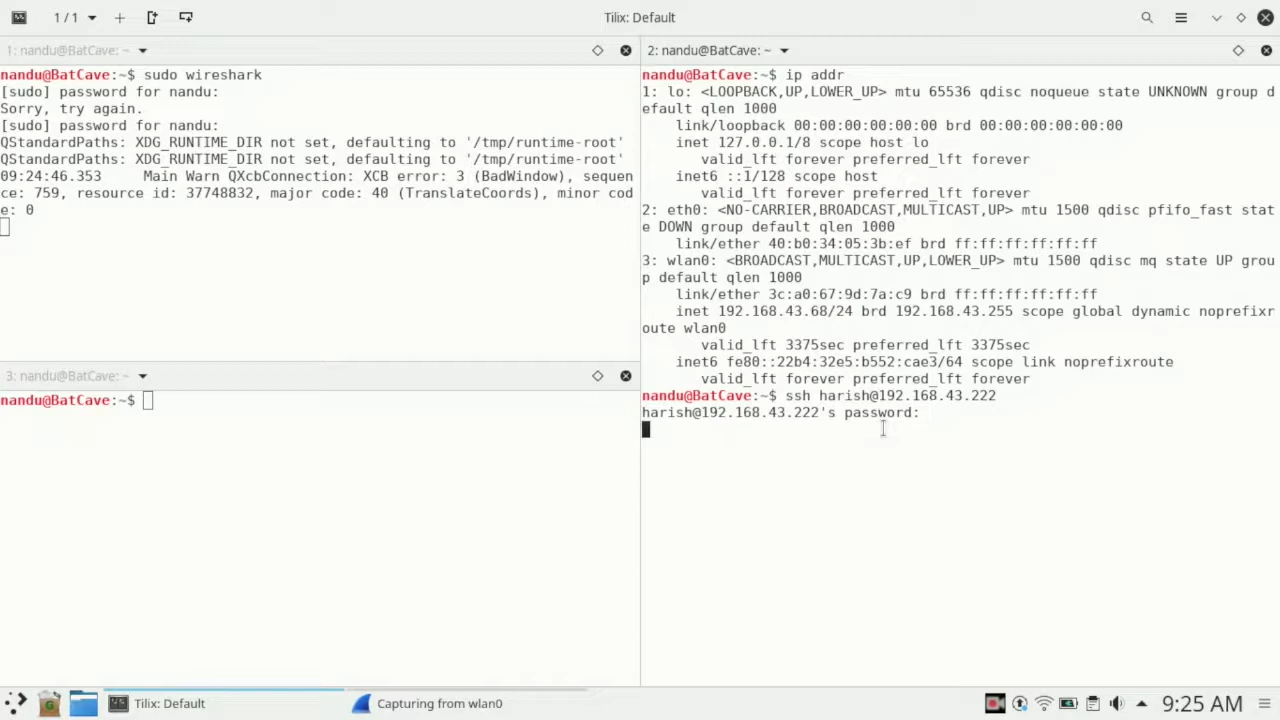 1 / 1
Tilix: Default
1: nandu@BatCave: ~
nandu@BatCave:~$ sudo wireshark
[sudo] password for nandu:
Sorry, try again.
[sudo] password for nandu:
QStandardPaths: XDG_RUNTIME_DIR not set, defaulting to '/tmp/runtime-root'
QStandardPaths: XDG_RUNTIME_DIR not set, defaulting to '/tmp/runtime-root'
09:24:46.353     Main Warn QXcbConnection: XCB error: 3 (BadWindow), sequen
ce: 759, resource id: 37748832, major code: 40 (TranslateCoords), minor cod
e: 0
3: nandu@BatCave: ~
nandu@BatCave:~$
2: nandu@BatCave: ~
nandu@BatCave:~$ ip addr
1: lo: <LOOPBACK,UP,LOWER_UP> mtu 65536 qdisc noqueue state UNKNOWN group d
efault qlen 1000
    link/loopback 00:00:00:00:00:00 brd 00:00:00:00:00:00
    inet 127.0.0.1/8 scope host lo
       valid_lft forever preferred_lft forever
    inet6 ::1/128 scope host
       valid_lft forever preferred_lft forever
2: eth0: <NO-CARRIER,BROADCAST,MULTICAST,UP> mtu 1500 qdisc pfifo_fast stat
e DOWN group default qlen 1000
    link/ether 40:b0:34:05:3b:ef brd ff:ff:ff:ff:ff:ff
3: wlan0: <BROADCAST,MULTICAST,UP,LOWER_UP> mtu 1500 qdisc mq state UP grou
p default qlen 1000
    link/ether 3c:a0:67:9d:7a:c9 brd ff:ff:ff:ff:ff:ff
    inet 192.168.43.68/24 brd 192.168.43.255 scope global dynamic noprefixr
oute wlan0
       valid_lft 3375sec preferred_lft 3375sec
    inet6 fe80::22b4:32e5:b552:cae3/64 scope link noprefixroute
       valid_lft forever preferred_lft forever
nandu@BatCave:~$ ssh harish@192.168.43.222
harish@192.168.43.222's password:
Tilix: Default
Capturing from wlan0
9:25 AM